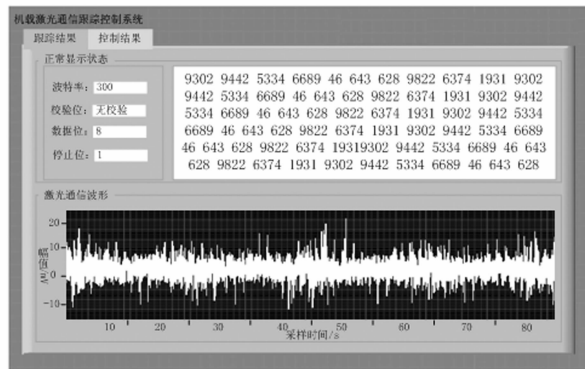 机载激光通信跟踪控制系统
跟踪结果 控制结果
正常显示状态
波特率: 300
校验位: 无校验
数据位: 8
停止位: 1
9302 9442 5334 6689 46 643 628 9822 6374 1931 9302
9442 5334 6689 46 643 628 9822 6374 1931 9302 9442
5334 6689 46 643 628 9822 6374 1931 9302 9442 5334
6689 46 643 628 9822 6374 1931 9302 9442 5334 6689
46 643 628 9822 6374 19319302 9442 5334 6689 46 643
628 9822 6374 1931 9302 9442 5334 6689 46 643 628
激光通信波形
20
10
0
-10
幅值/V
10 20 30 40 50 60 70 80
采样时间/s